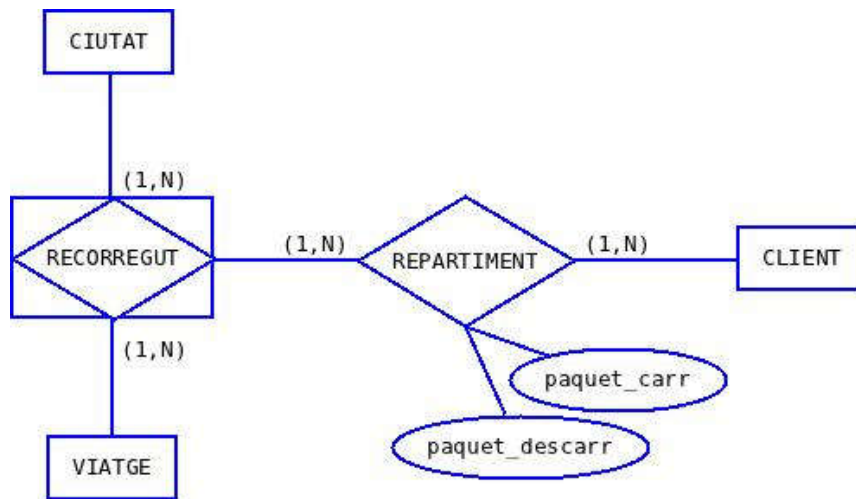 CIUTAT
(1,N)
RECORREGUT
(1,N)
REPARTIMENT
(1,N)
CLIENT
(1,N)
paquet_carr
paquet_descarr
VIATGE